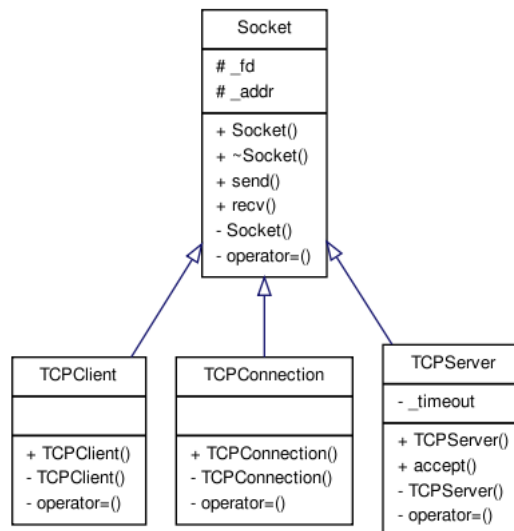 Socket
# _fd
# _addr
+ Socket()
+ ~Socket()
+ send()
+ recv()
- Socket()
- operator=()
TCPClient
+ TCPClient()
- TCPClient()
- operator=()
TCPConnection
+ TCPConnection()
- TCPConnection()
- operator=()
TCPServer
- _timeout
+ TCPServer()
+ accept()
- TCPServer()
- operator=()